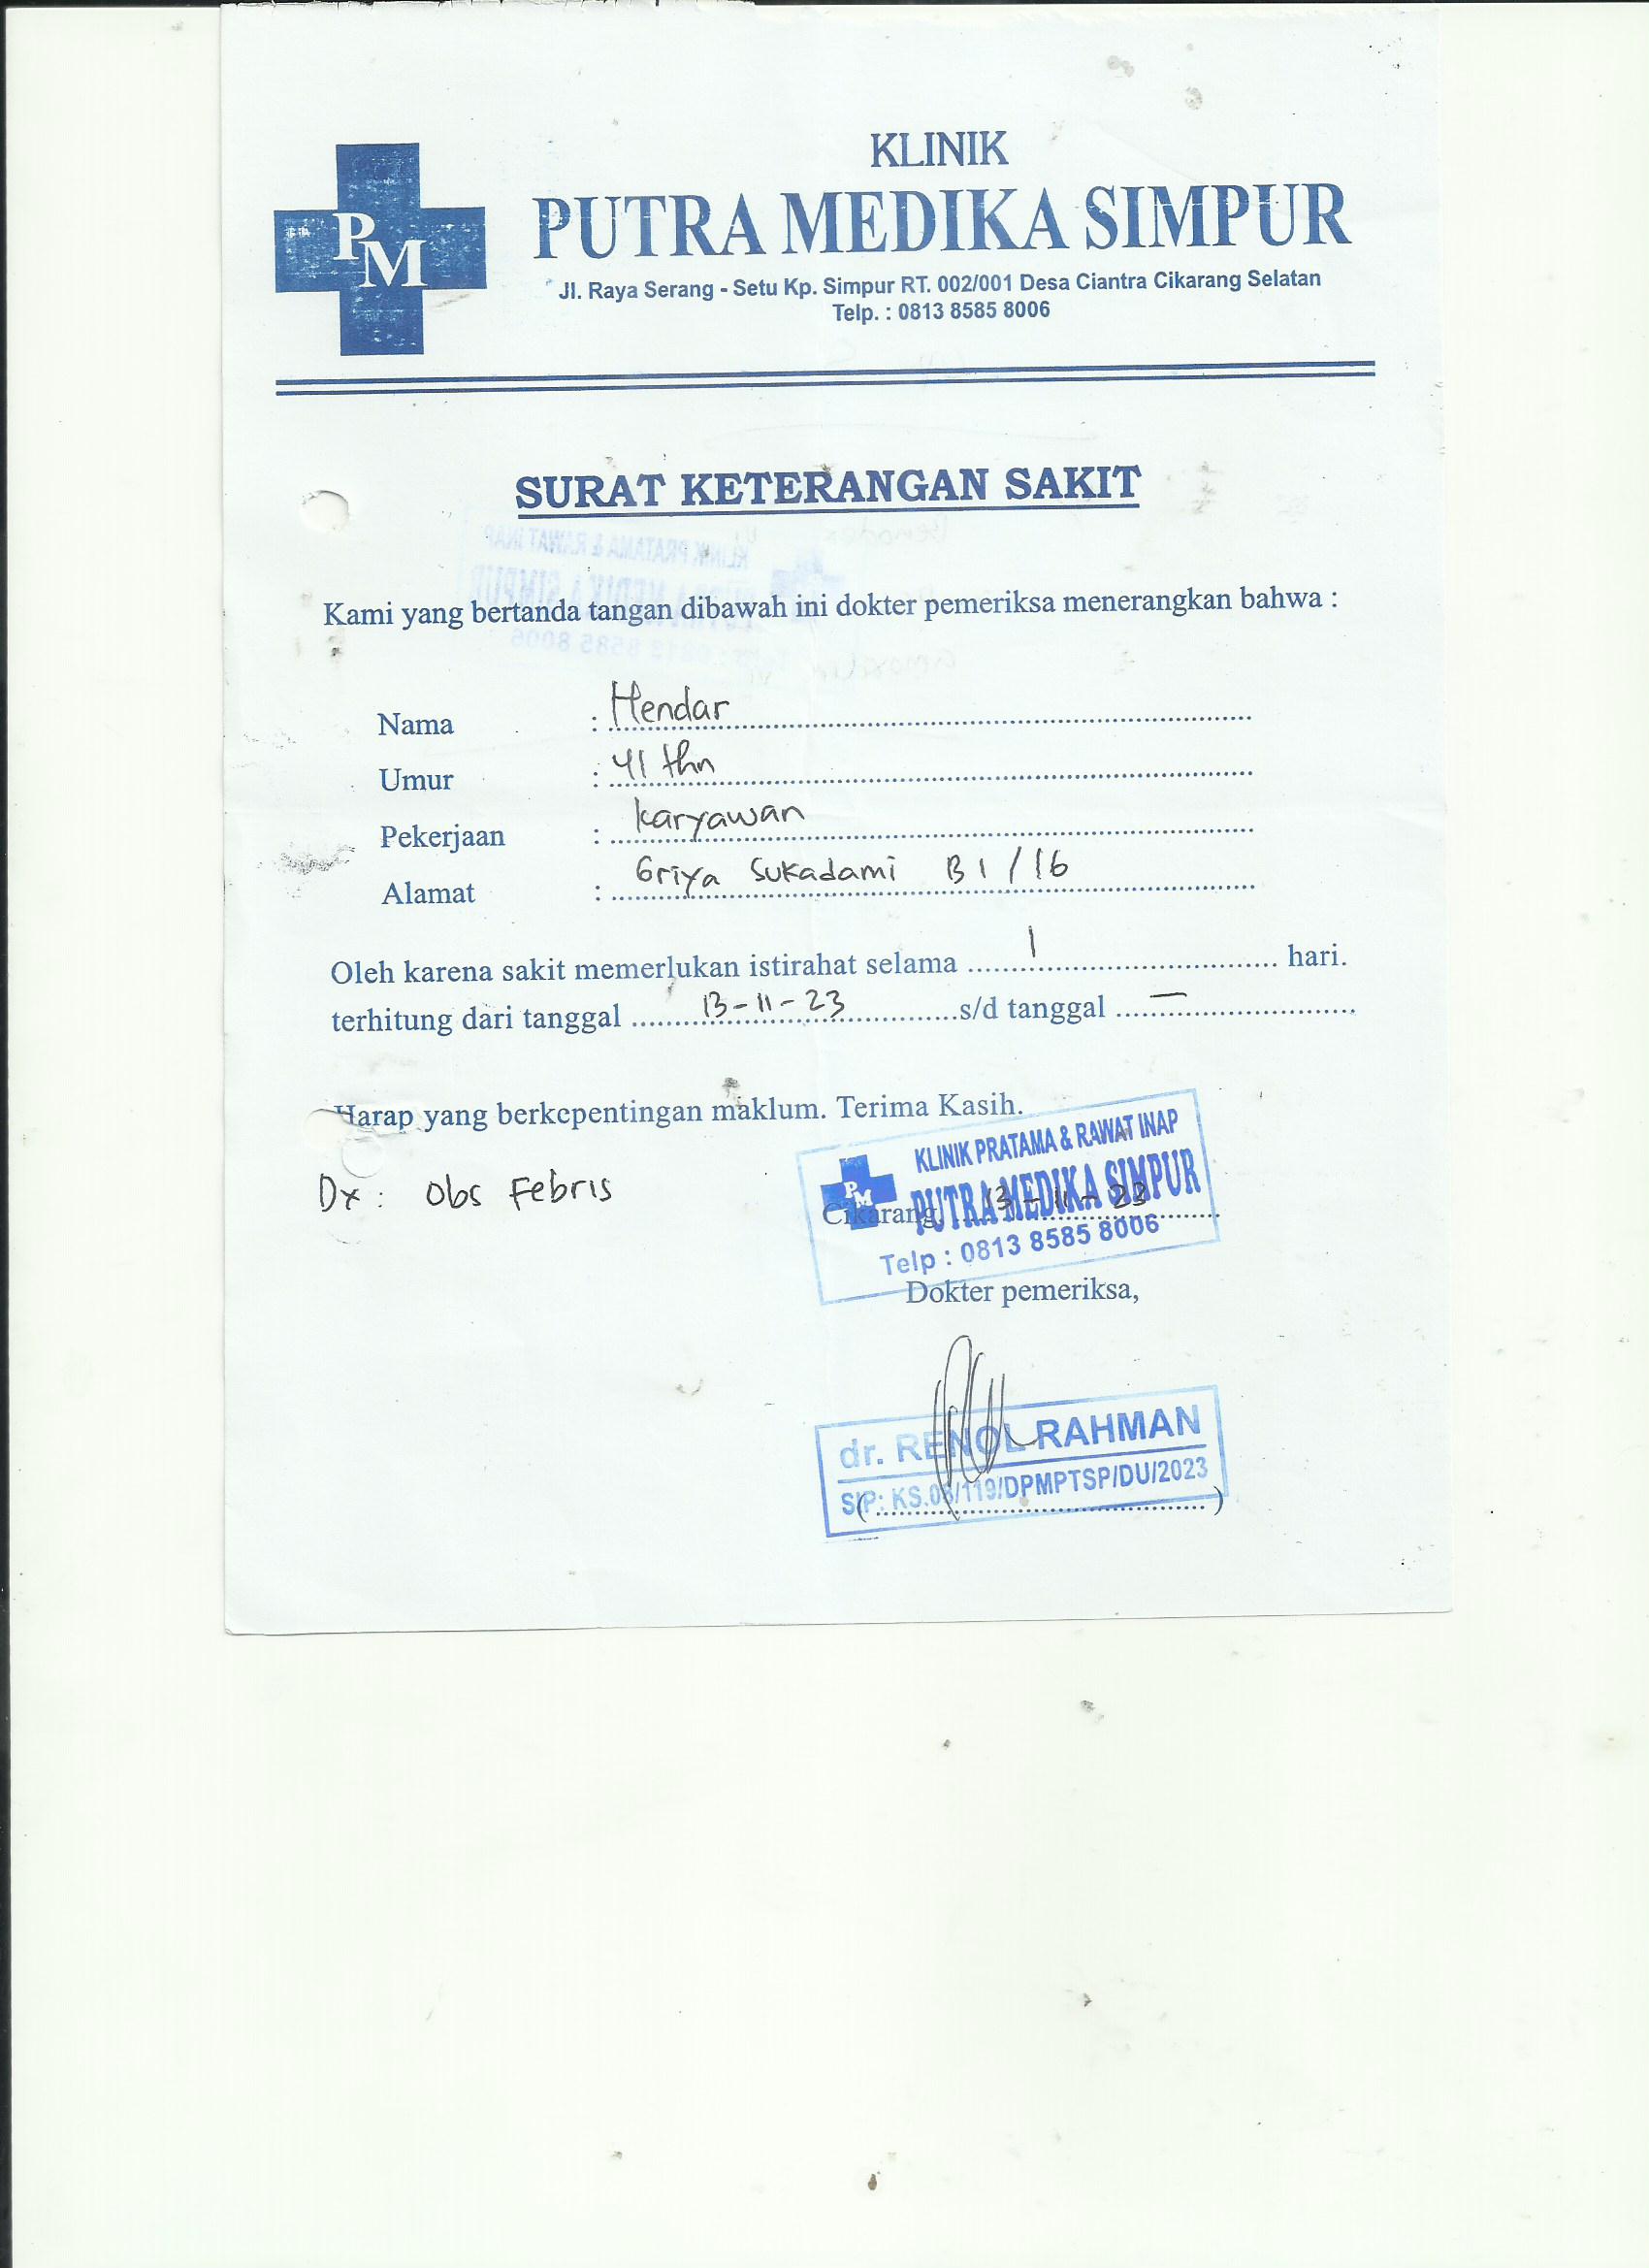 KLINIK
PM
PUTRA MEDIKA SIMPUR
Jl. Raya Serang - Setu Kp. Simpur RT. 002/001 Desa Ciantra Cikarang Selatan
Telp. : 0813 8585 8006
SURAT KETERANGAN SAKIT
Kami yang bertanda tangan dibawah ini dokter pemeriksa menerangkan bahwa :
Nama : Hendar
Umur : 41 thn
Pekerjaan : karyawan
Alamat : Griya Sukadami B1/16
Oleh karena sakit memerlukan istirahat selama 1 hari.
terhitung dari tanggal 13-11-23 s/d tanggal —
Harap yang berkepentingan maklum. Terima Kasih.
Dx : Obs Febris
KLINIK PRATAMA & RAWAT INAP
PM
PUTRA MEDIKA SIMPUR
Cikarang, 13-11-23
Telp : 0813 8585 8006
Dokter pemeriksa,
dr. RENOL RAHMAN
SIP: KS.06/119/DPMPTSP/DU/2023
(....................)